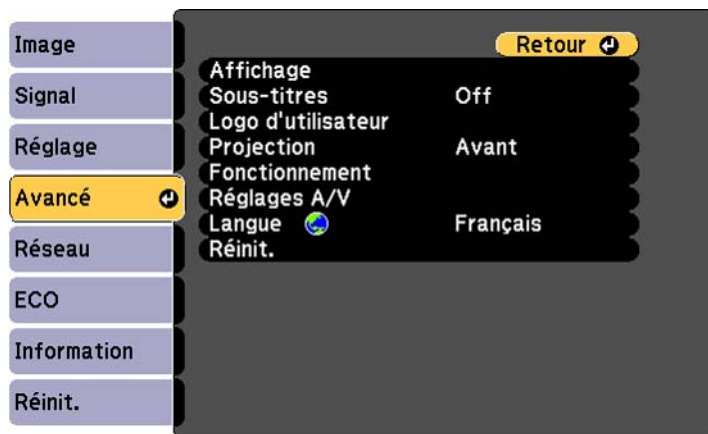 Image
Signal
Réglage
Avancé
Réseau
ECO
Information
Réinit.
Retour
Affichage
Sous-titres Off
Logo d'utilisateur
Projection Avant
Fonctionnement
Réglages A/V
Langue Français
Réinit.